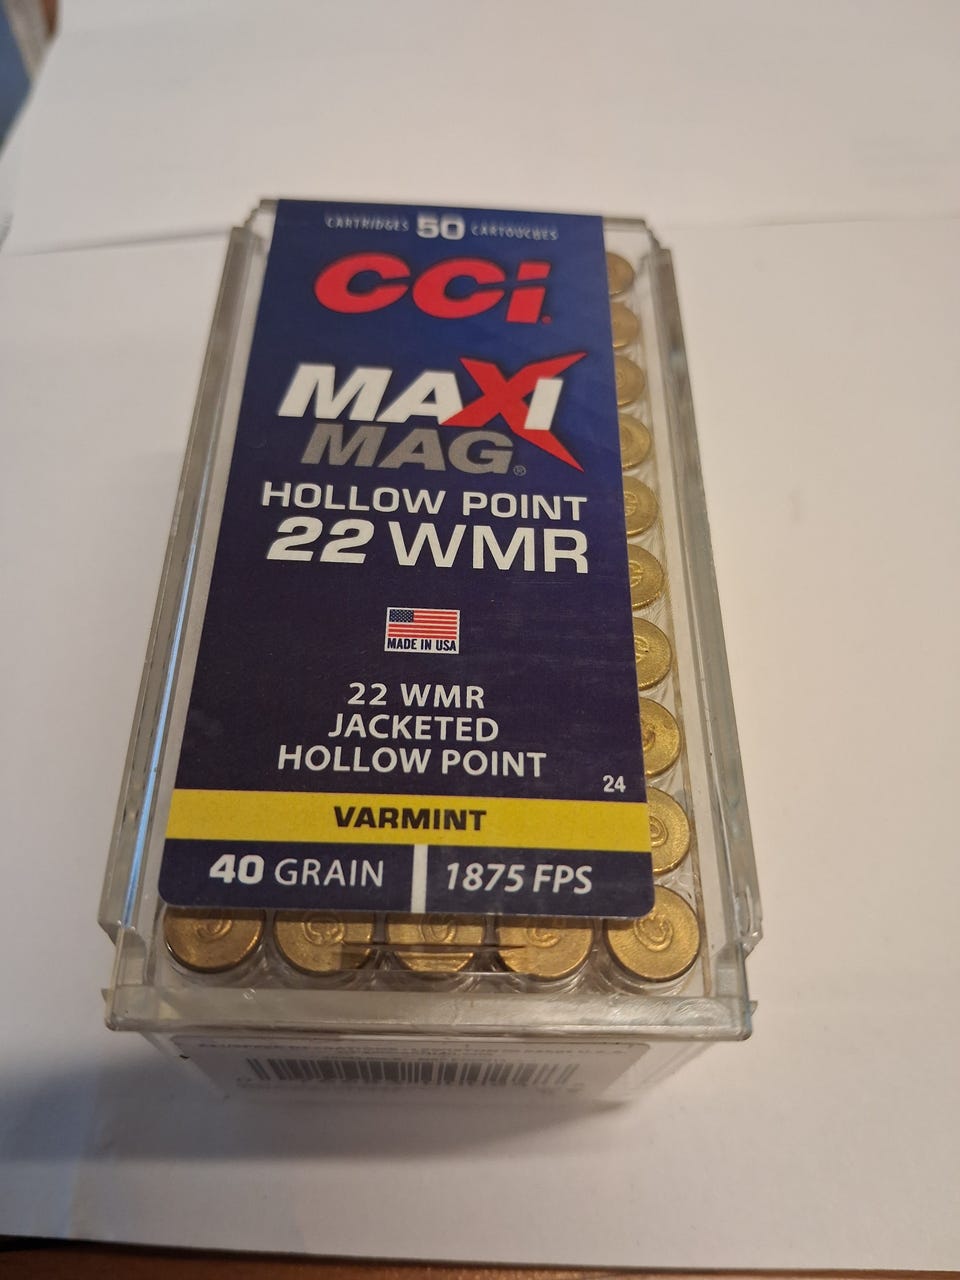 CARTRIDGES 50 CARTOUCHES
CCi
MAXI
MAG®
HOLLOW POINT
22 WMR
MADE IN USA
22 WMR
JACKETED
HOLLOW POINT
24
VARMINT
40 GRAIN 1875 FPS
C
C
C
C
C